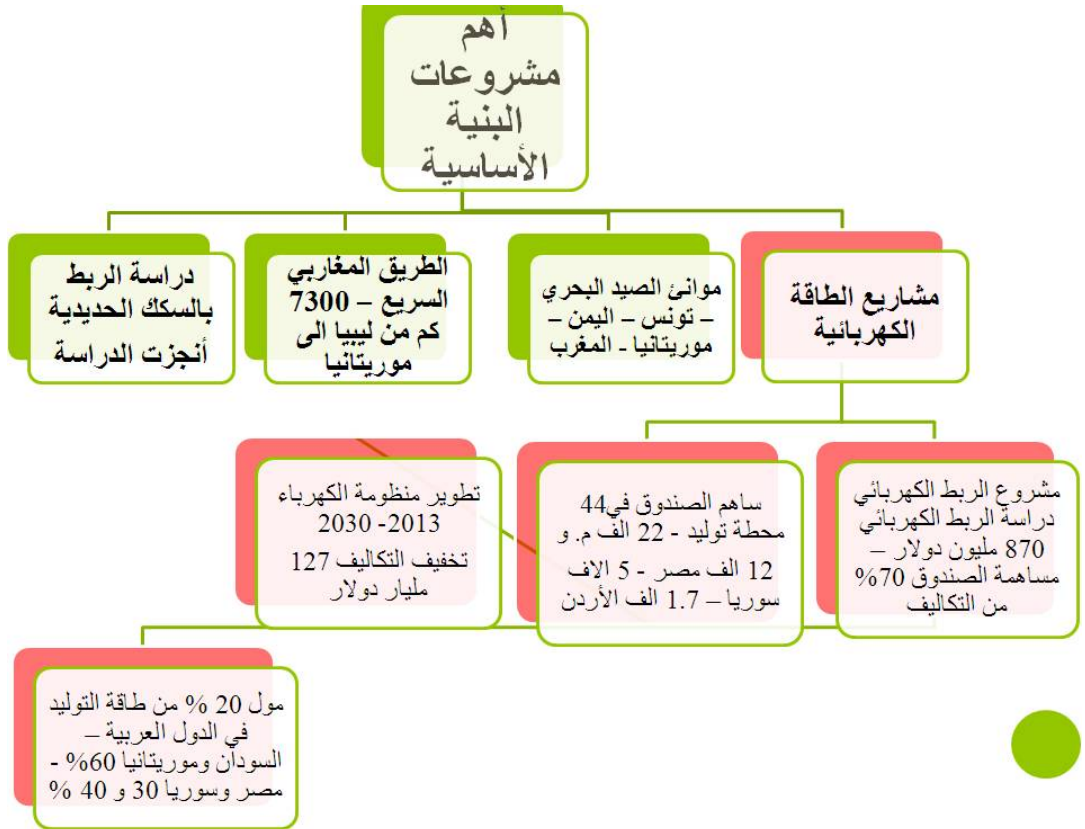 أهم
مشروعات
البنية
الأساسية
مشاريع الطاقة
الكهربائية
موانئ الصيد البحري
– تونس – اليمن –
موريتانيا - المغرب
الطريق المغاربي
السريع – 7300
كم من ليبيا الى
موريتانيا
دراسة الربط
بالسكك الحديدية
أنجزت الدراسة
مشروع الربط الكهربائي
دراسة الربط الكهربائي
870 مليون دولار –
مساهمة الصندوق 70%
من التكاليف
ساهم الصندوق في44
محطة توليد - 22 الف م. و
12 الف مصر - 5 الاف
سوريا – 1.7 الف الأردن
تطوير منظومة الكهرباء
2013- 2030
تخفيف التكاليف 127
مليار دولار
مول 20 % من طاقة التوليد
في الدول العربية –
السودان وموريتانيا 60% -
مصر وسوريا 30 و 40 %